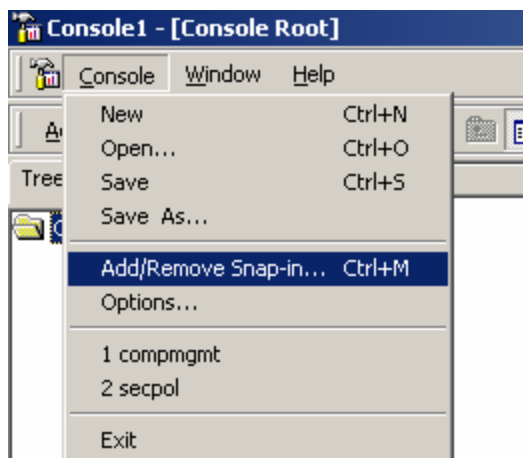 Console1 - [Console Root]
Console Window Help
New Ctrl+N
Open... Ctrl+O
Tree
Save Ctrl+S
Save As...
Add/Remove Snap-in... Ctrl+M
Options...
1 compmgmt
2 secpol
Exit